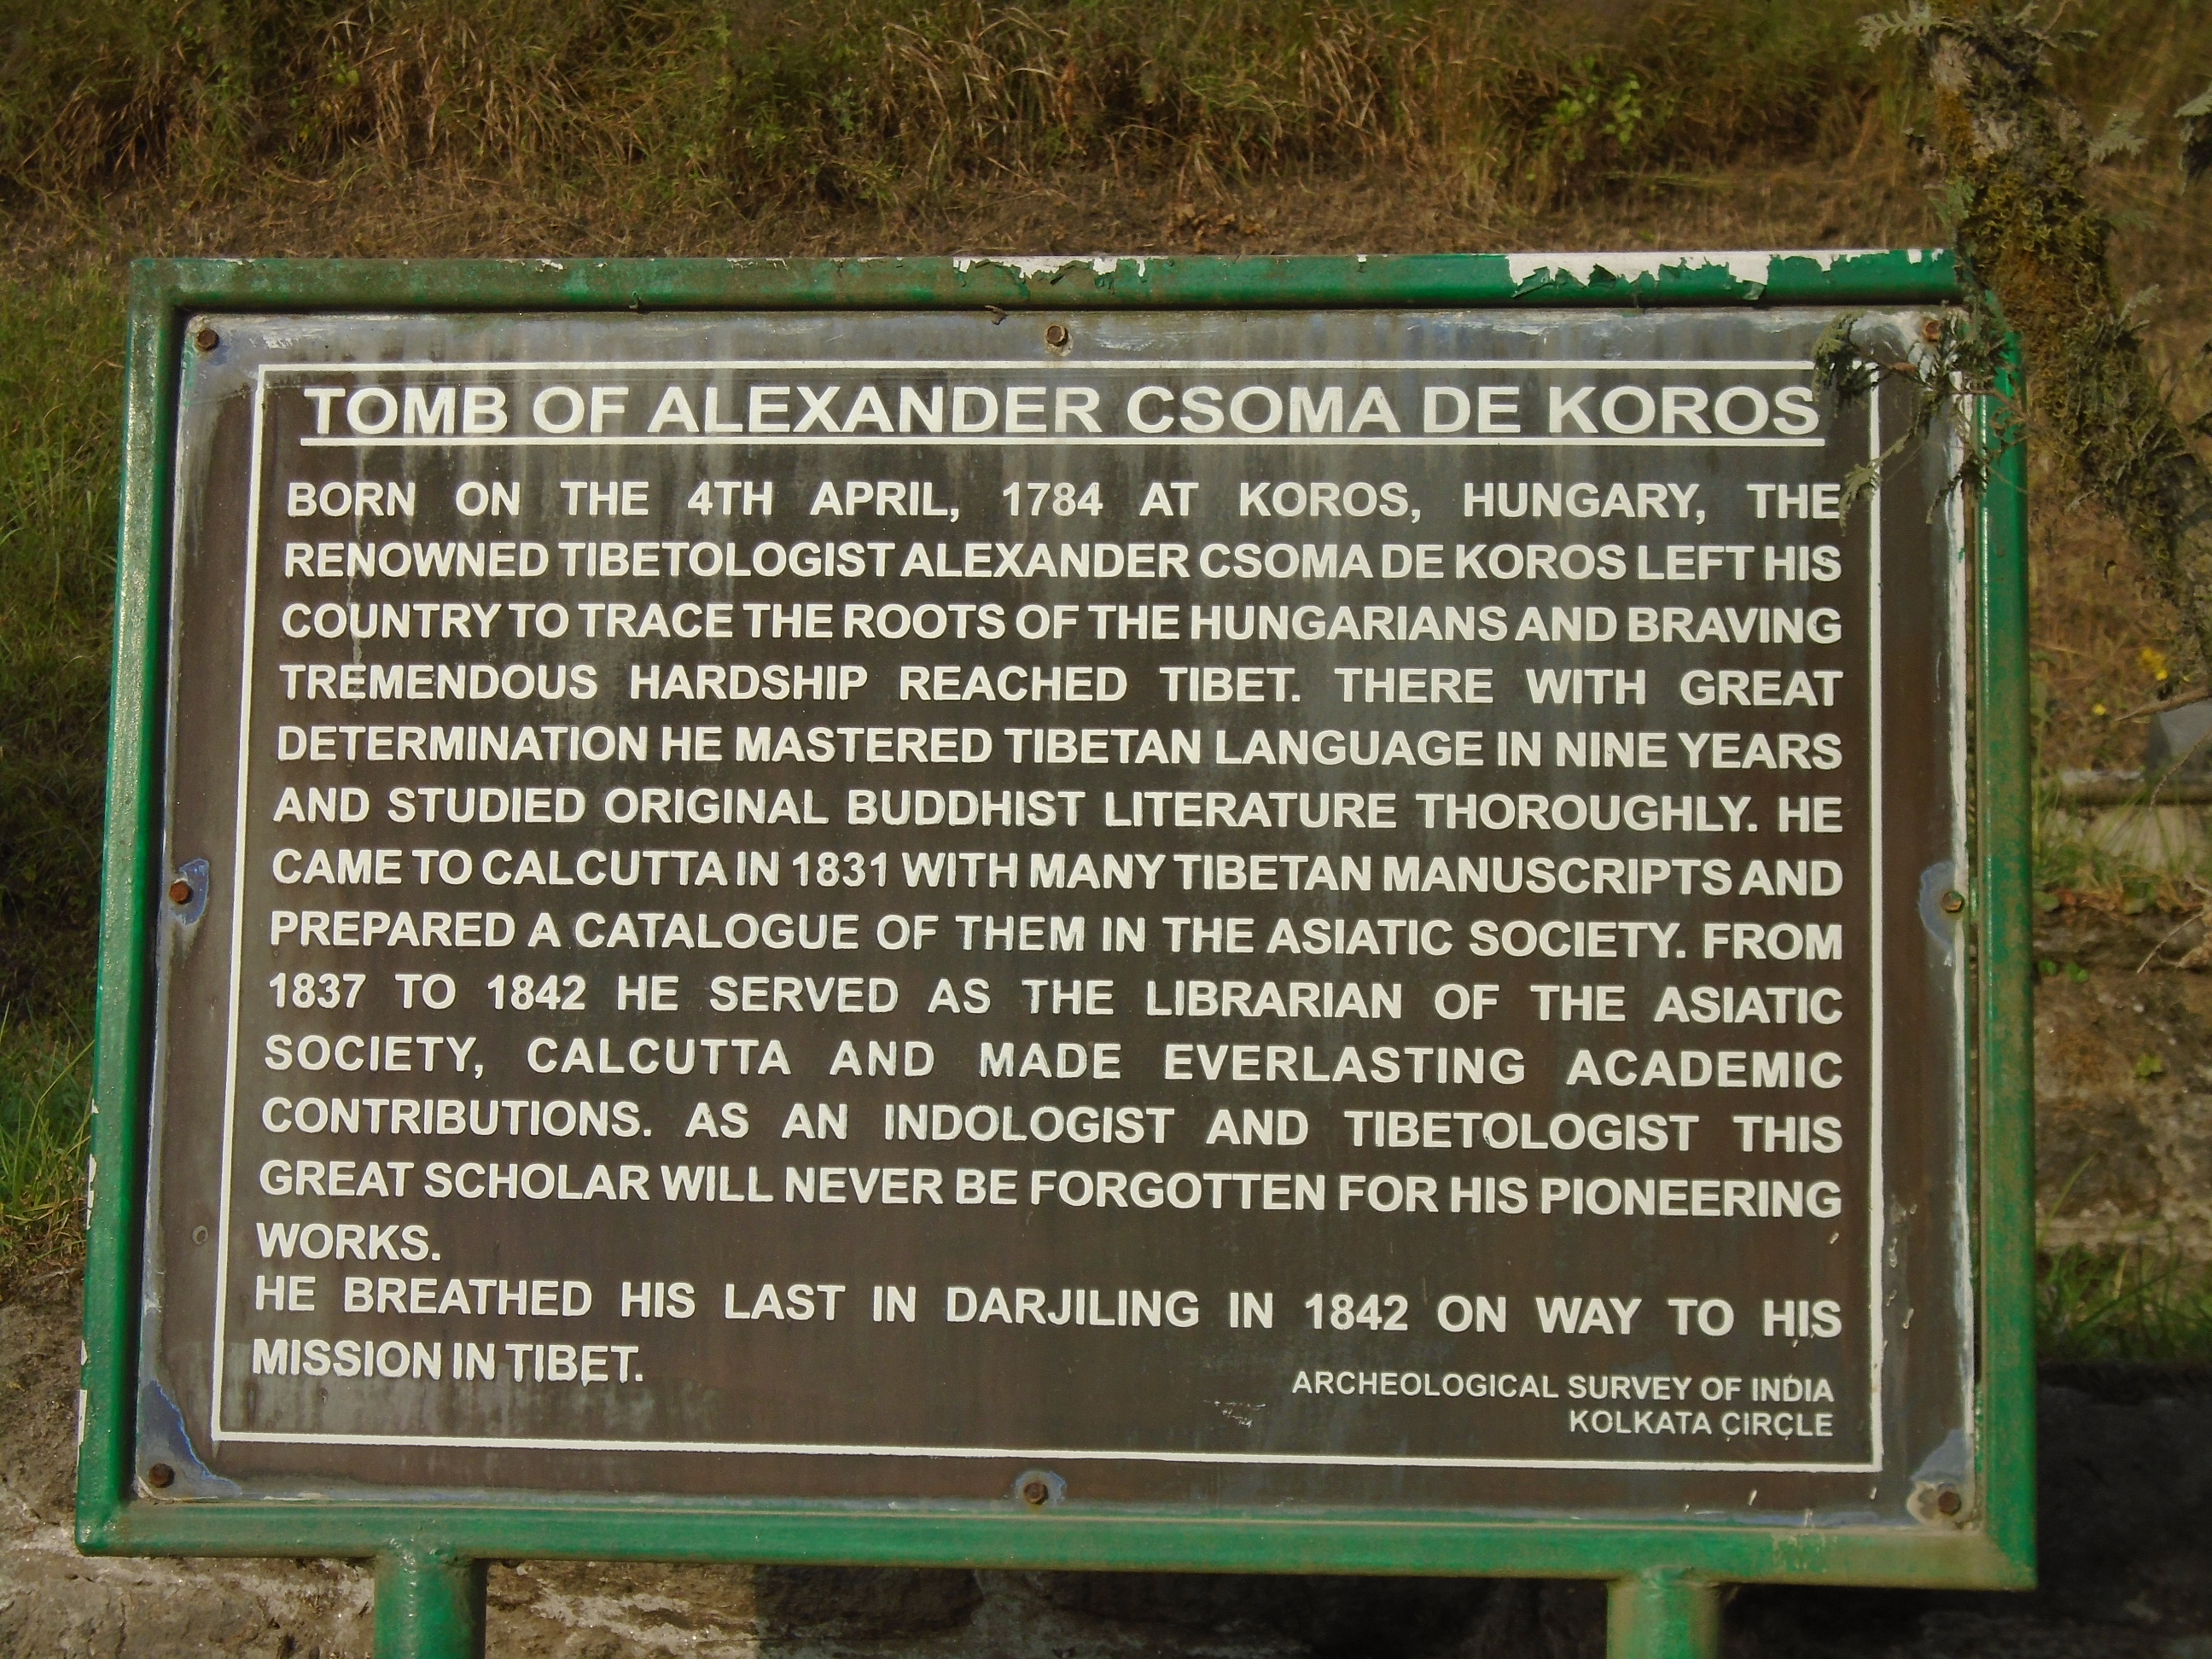 TOMB OF ALEXANDER CSOMA DE KOROS
BORN ON THE 4TH APRIL, 1784 AT KOROS, HUNGARY, THE
RENOWNED TIBETOLOGIST ALEXANDER CSOMA DE KOROS LEFT HIS
COUNTRY TO TRACE THE ROOTS OF THE HUNGARIANS AND BRAVING
TREMENDOUS HARDSHIP REACHED TIBET. THERE WITH GREAT
DETERMINATION HE MASTERED TIBETAN LANGUAGE IN NINE YEARS
AND STUDIED ORIGINAL BUDDHIST LITERATURE THOROUGHLY. HE
CAME TO CALCUTTA IN 1831 WITH MANY TIBETAN MANUSCRIPTS AND
PREPARED A CATALOGUE OF THEM IN THE ASIATIC SOCIETY. FROM
1837 TO 1842 HE SERVED AS THE LIBRARIAN OF THE ASIATIC
SOCIETY, CALCUTTA AND MADE EVERLASTING ACADEMIC
CONTRIBUTIONS. AS AN INDOLOGIST AND TIBETOLOGIST THIS
GREAT SCHOLAR WILL NEVER BE FORGOTTEN FOR HIS PIONEERING
WORKS.
HE BREATHED HIS LAST IN DARJILING IN 1842 ON WAY TO HIS
MISSION IN TIBET.
ARCHEOLOGICAL SURVEY OF INDIA
KOLKATA CIRCLE